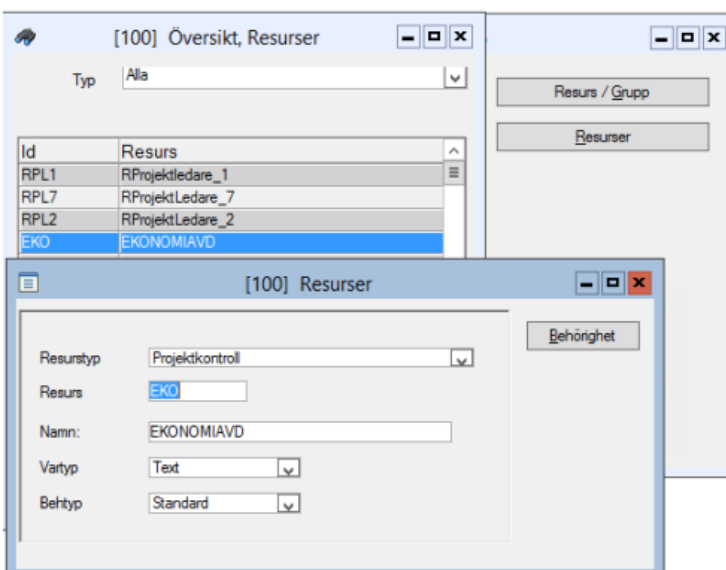 [100] Översikt, Resurser
Typ Alla
Resurs / Grupp
Resurser
Id Resurs
RPL1 RProjektledare_1
RPL7 RProjektLedare_7
RPL2 RProjektLedare_2
EKO EKONOMIAVD
[100] Resurser
Behörighet
Resurstyp Projektkontroll
Resurs EKO
Namn: EKONOMIAVD
Vartyp Text
Behtyp Standard